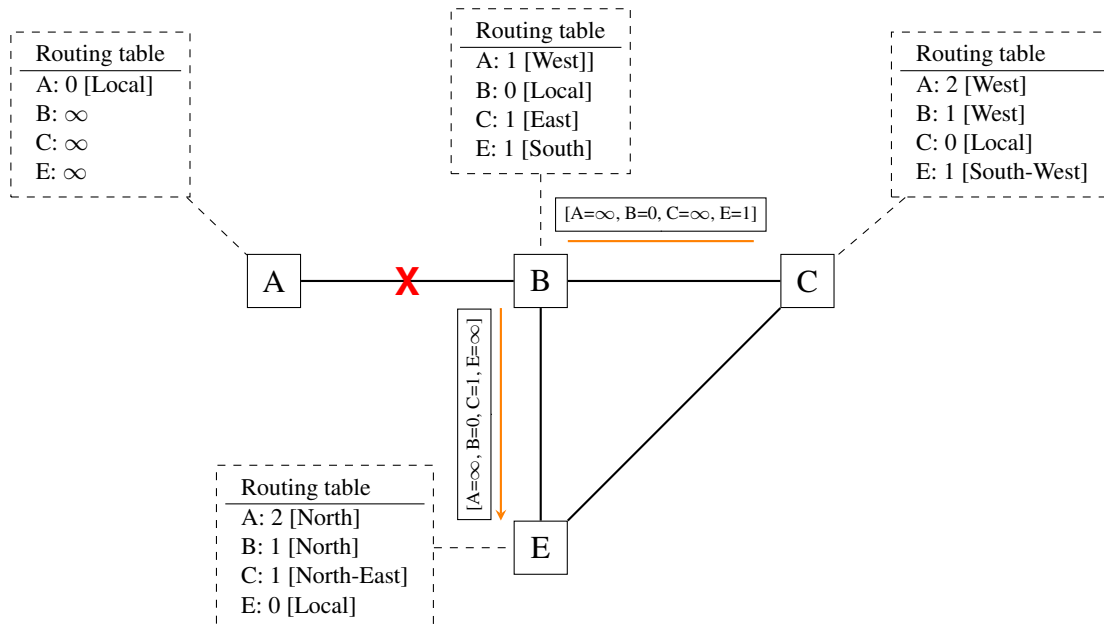 Routing table
A: 0 [Local]
B: ∞
C: ∞
E: ∞
Routing table
A: 1 [West]]
B: 0 [Local]
C: 1 [East]
E: 1 [South]
Routing table
A: 2 [West]
B: 1 [West]
C: 0 [Local]
E: 1 [South-West]
[A=∞, B=0, C=∞, E=1]
A
X
B
C
[A=∞, B=0, C=1, E=∞]
Routing table
A: 2 [North]
B: 1 [North]
C: 1 [North-East]
E: 0 [Local]
E